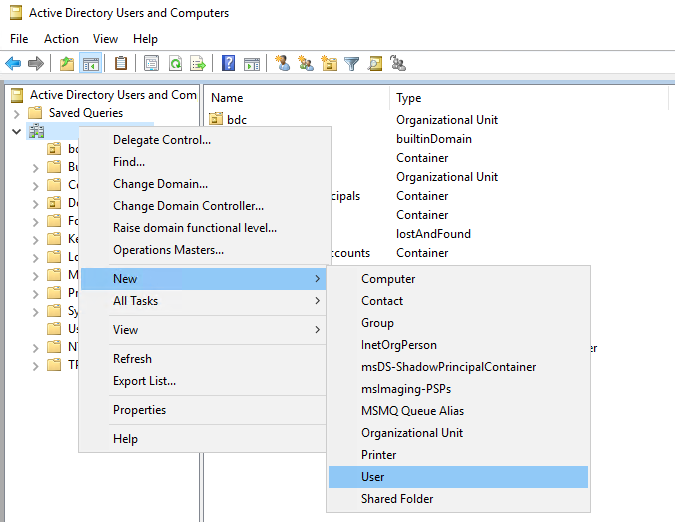 Active Directory Users and Computers
File Action View Help
Active Directory Users and Com
Saved Queries
Name Type
bdc Organizational Unit
builtinDomain
Container
Organizational Unit
ipals Container
Container
lostAndFound
accounts Container
er
bd
Bu
Co
Do
Fo
Ke
Lo
M
Pr
Sy
Us
NT
TP
Delegate Control...
Find...
Change Domain...
Change Domain Controller...
Raise domain functional level...
Operations Masters...
New
All Tasks
View
Refresh
Export List...
Properties
Help
Computer
Contact
Group
InetOrgPerson
msDS-ShadowPrincipalContainer
msImaging-PSPs
MSMQ Queue Alias
Organizational Unit
Printer
User
Shared Folder